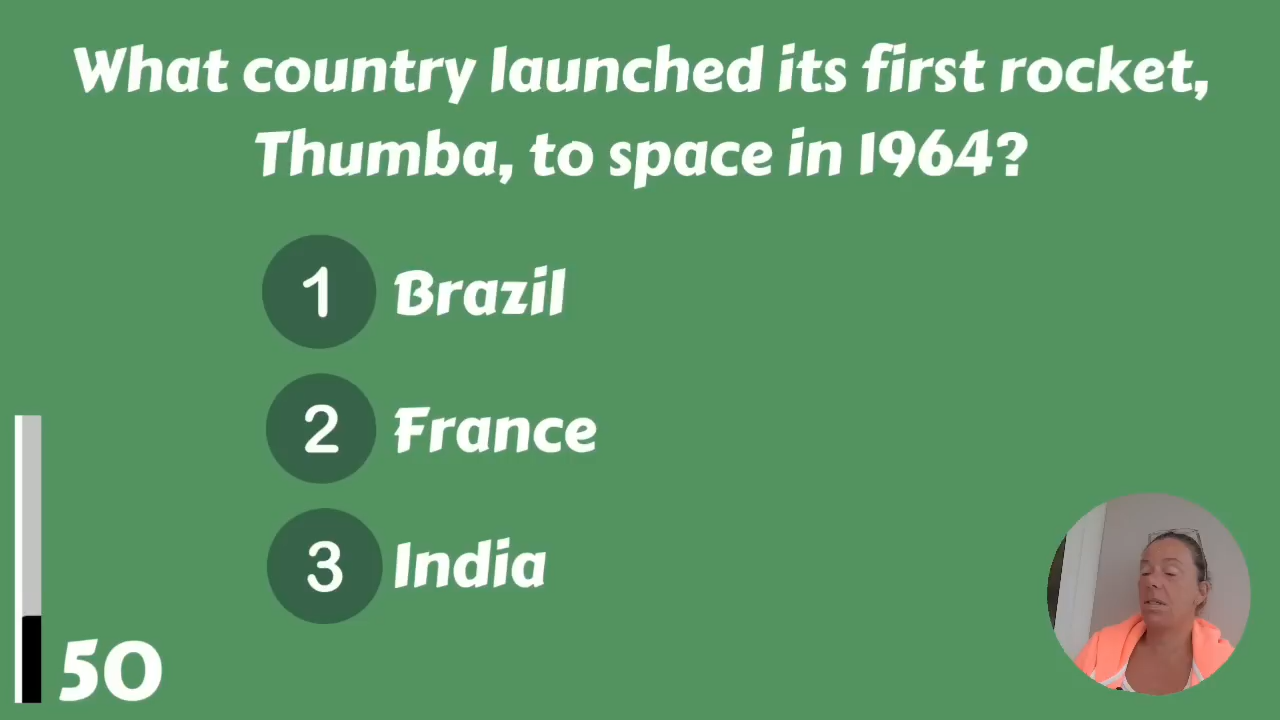 What country launched its first rocket,
Thumba, to space in 1964?
1 Brazil
2 France
3 India
50